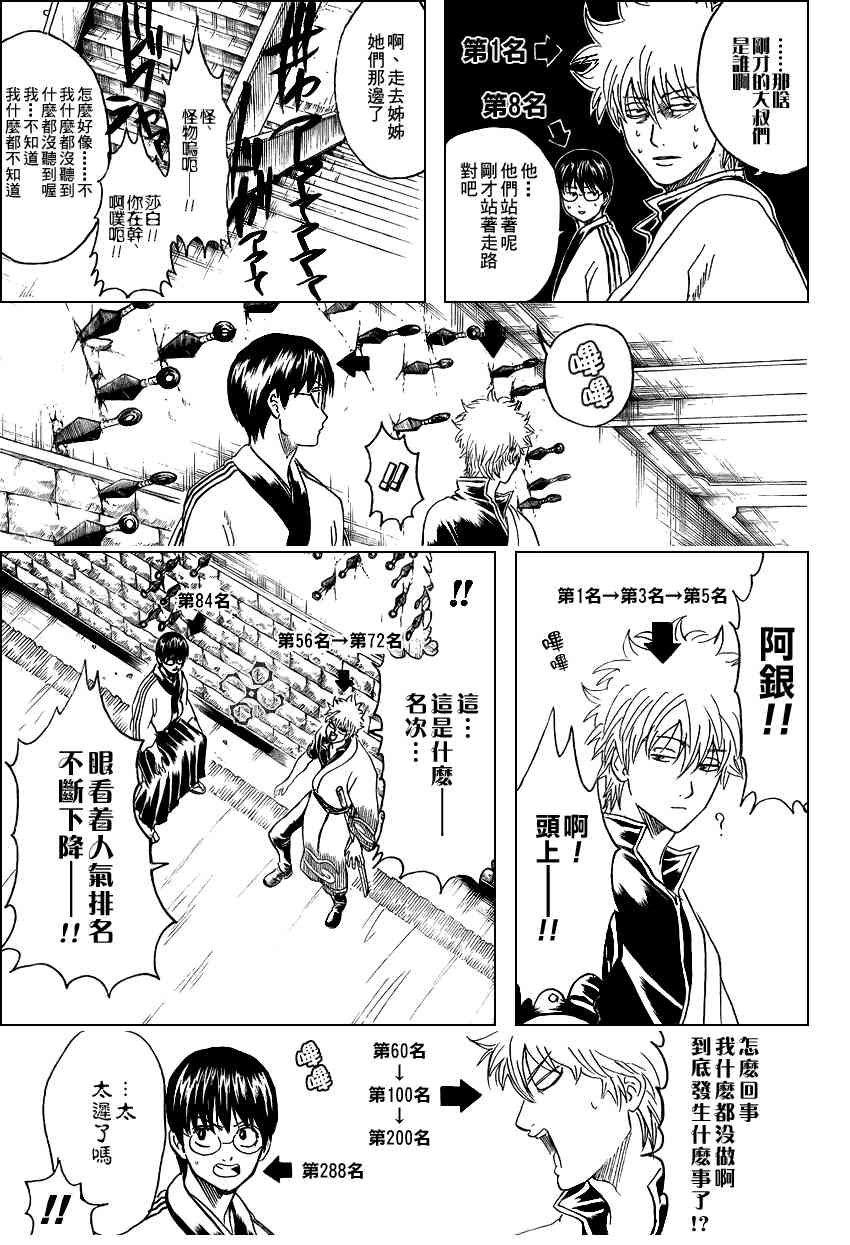 ……那啥
剛才的大叔們
是誰啊
第1名
第8名
他…
他們站著呢
剛才站著走路
對吧
啊、走去姊姊
她們那邊了
怪、
怪物嗚呃——!!
莎白!!
你在幹、
啊噗呃!!
怎麼好像……不
我什麼都沒聽到
什麼都沒聽到喔
我…不知道
我什麼都不知道
嗶
嗶
!!
第1名→第3名→第5名
阿銀!!
嗶
嗶
?
啊!
頭上——!!
!!
第84名
第56名→第72名
這…
這是什麼——
名次…
眼看着人氣排名
不斷下降——!!
怎麼回事
我什麼都没做啊
到底發生什麼事了!?
第60名
↓
第100名
↓
第200名
嗶
嗶
第288名
…太
太遲了嗎
!!